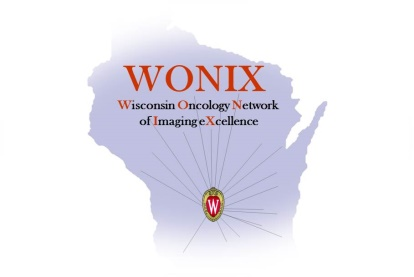 WONIX
Wisconsin Oncology Network
of Imaging eXcellence
W